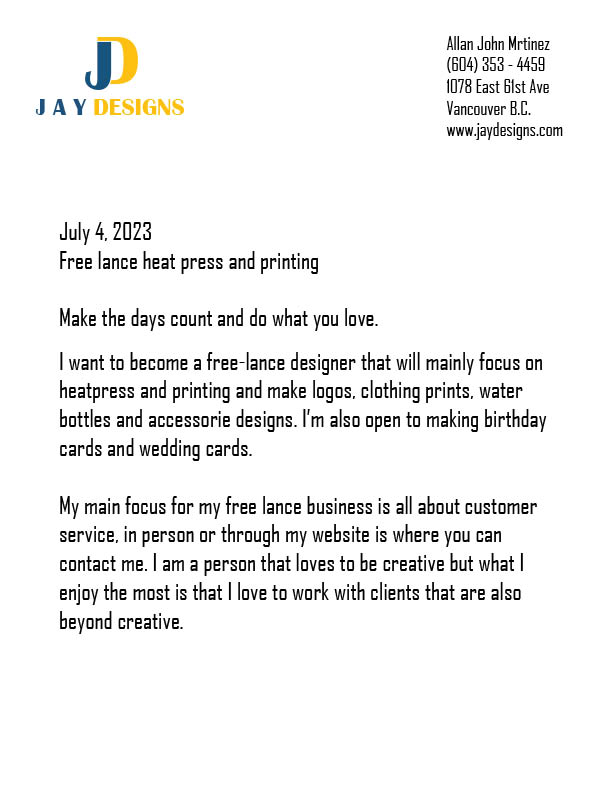 JD
JAY DESIGNS
Allan John Mrtinez
(604) 353 - 4459
1078 East 61st Ave
Vancouver B.C.
www.jaydesigns.com
July 4, 2023
Free lance heat press and printing
Make the days count and do what you love.
I want to become a free-lance designer that will mainly focus on
heatpress and printing and make logos, clothing prints, water
bottles and accessorie designs. I'm also open to making birthday
cards and wedding cards.
My main focus for my free lance business is all about customer
service, in person or through my website is where you can
contact me. I am a person that loves to be creative but what I
enjoy the most is that I love to work with clients that are also
beyond creative.